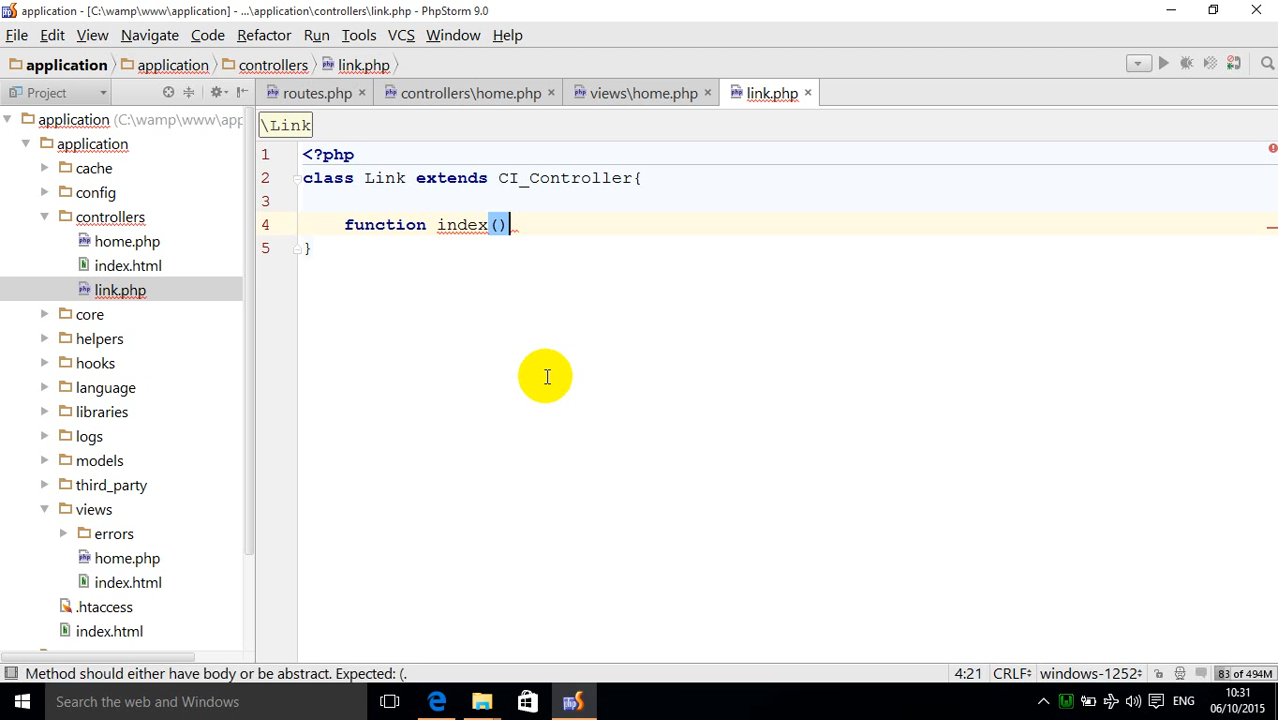 application - [C:\wamp\www\application] - ...\application\controllers\link.php - PhpStorm 9.0
File Edit View Navigate Code Refactor Run Tools VCS Window Help
application application controllers link.php
Project routes.php controllers\home.php views\home.php link.php
application (C:\wamp\www\app
\Link
application
cache
config
controllers
home.php
index.html
link.php
core
helpers
hooks
language
libraries
logs
models
third_party
views
errors
home.php
index.html
.htaccess
index.html
1 <?php
2 class Link extends CI_Controller{
3
4 function index()
5 }
Method should either have body or be abstract. Expected: (. 4:21 CRLF÷ windows-1252÷ 83 of 494M
Search the web and Windows ENG 10:31
06/10/2015